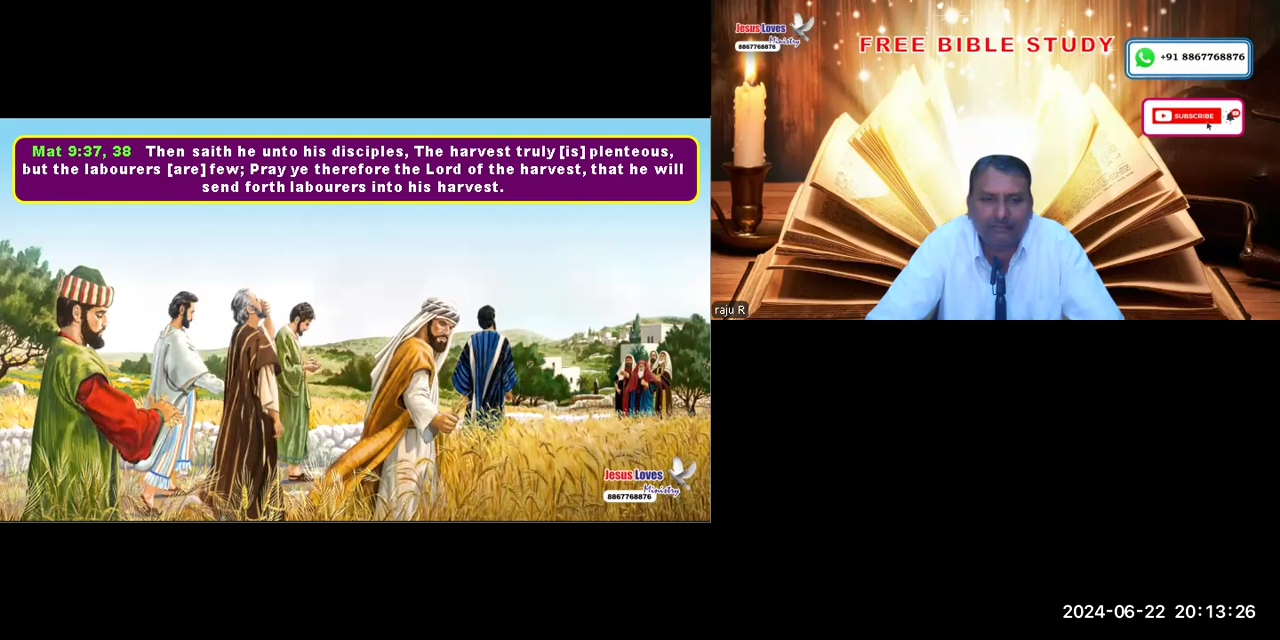 Mat 9:37, 38 Then saith he unto his disciples, The harvest truly [is] plenteous,
but the labourers [are] few; Pray ye therefore the Lord of the harvest, that he will
send forth labourers into his harvest.
Jesus Loves
Ministry
8867768876
Jesus Loves
Ministry
8867768876
FREE BIBLE STUDY
+91 8867768876
SUBSCRIBE
raju R
2024-06-22 20:13:26